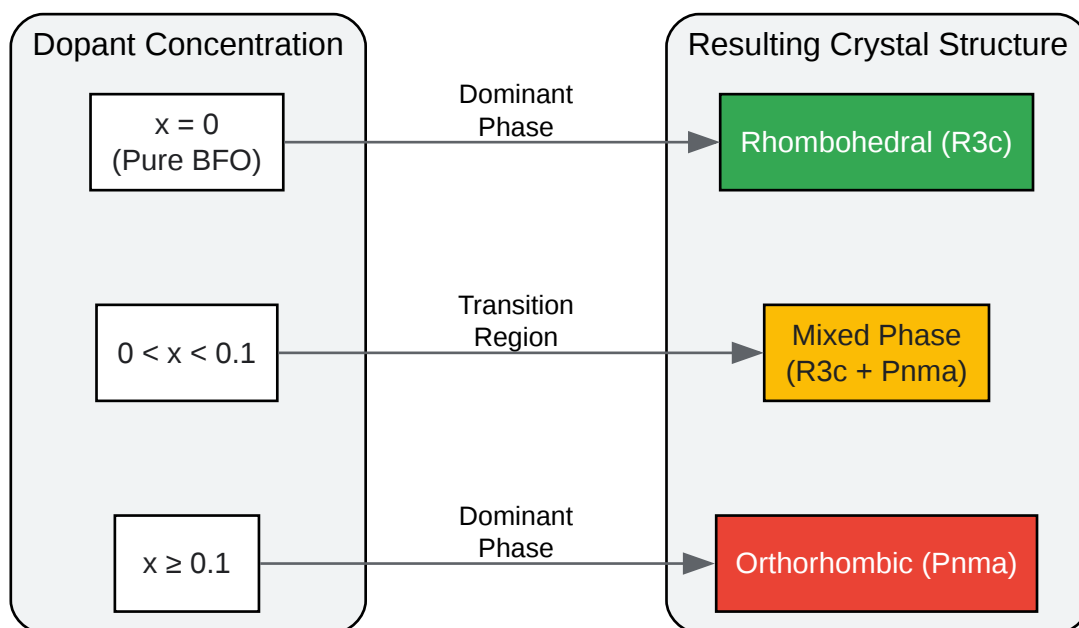 Dopant Concentration
Resulting Crystal Structure
x = 0
(Pure BFO)
Dominant
Phase
Rhombohedral (R3c)
0 < x < 0.1
Transition
Region
Mixed Phase
(R3c + Pnma)
x ≥ 0.1
Dominant
Phase
Orthorhombic (Pnma)